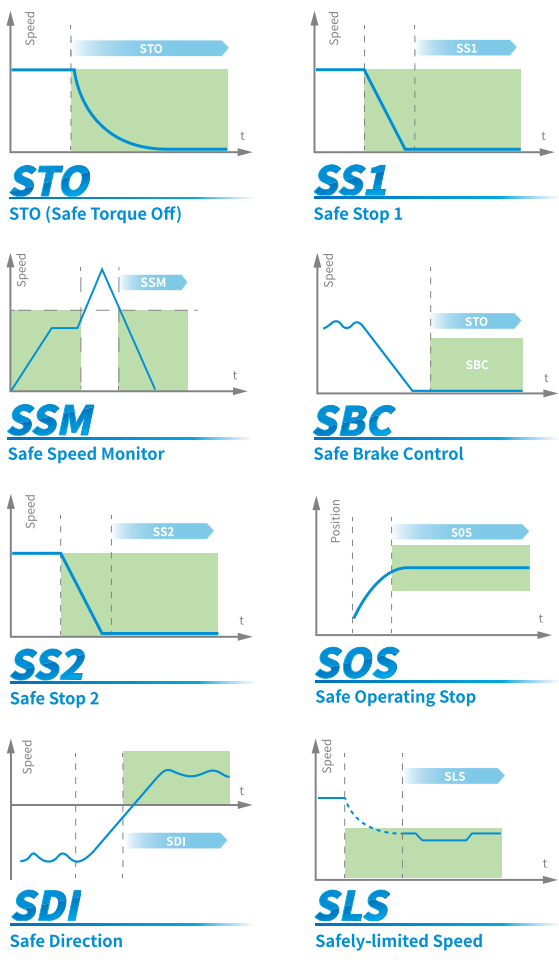 Speed
STO
t
STO
STO (Safe Torque Off)
Speed
SS1
t
SS1
Safe Stop 1
Speed
SSM
t
SSM
Safe Speed Monitor
Speed
STO
SBC
t
SBC
Safe Brake Control
Speed
SS2
t
SS2
Safe Stop 2
Position
S0S
t
SOS
Safe Operating Stop
Speed
t
SDI
SDI
Safe Direction
Speed
SLS
t
SLS
Safely-limited Speed